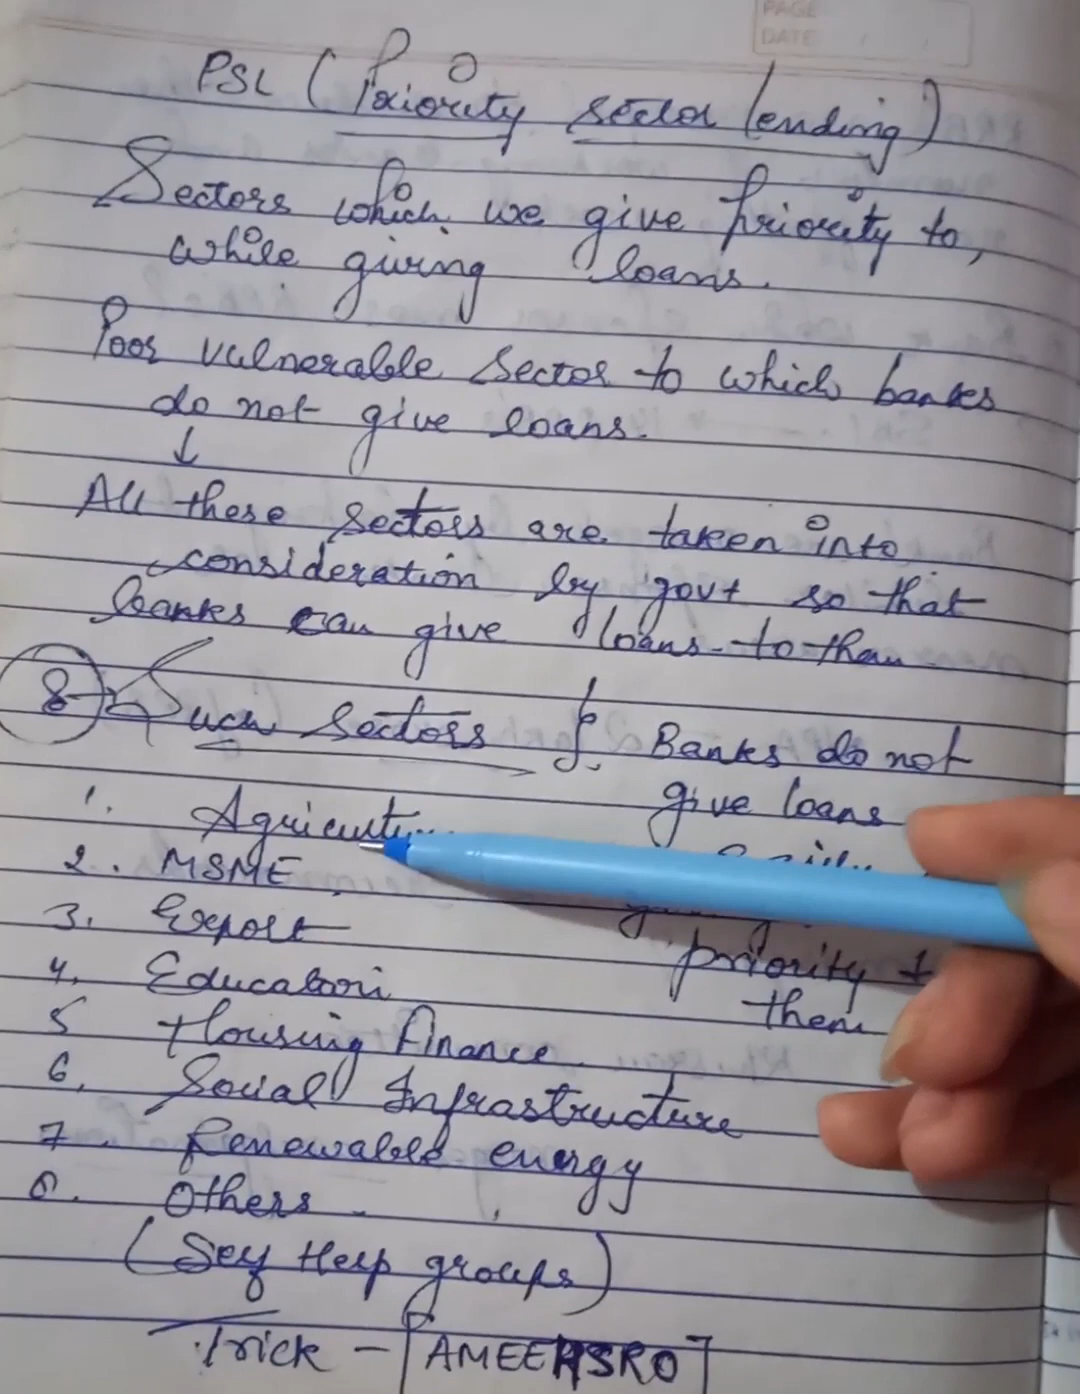 PAGE
DATE
PSL (Priority sector lending)
Sectors which we give priority to,
while giving loans.
Poor vulnerable sector to which banks
do not give loans.
↓
All these sectors are taken into
consideration by govt so that
banks can give loans to them
8 Such Sectors
Banks do not
give loans
priority t
them
1. Agricultu
2. MSME
3. Export
4. Education
5 Housing finance
6. Social Infrastructure
7. Renewable energy
8. Others
(Self Help groups)
Trick - [AMEEHSRO]